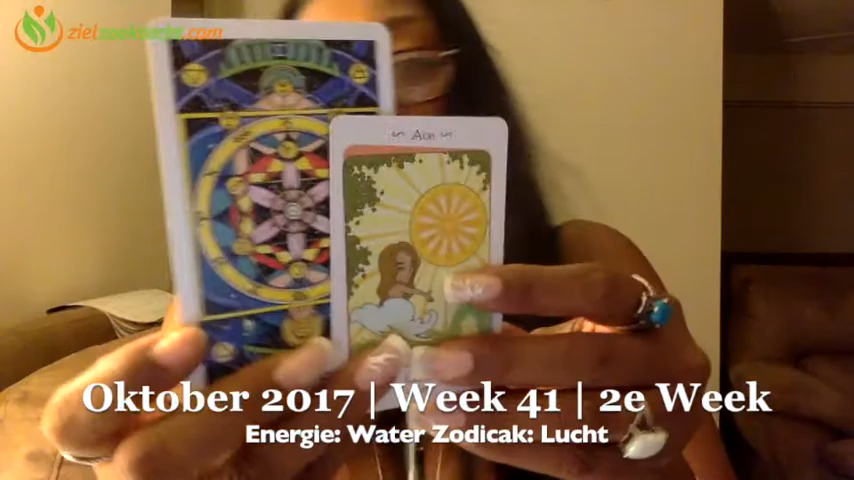 zielzoektocht.com
~ Aon ~
Oktober 2017 | Week 41 | 2e Week
Energie: Water Zodicak: Lucht